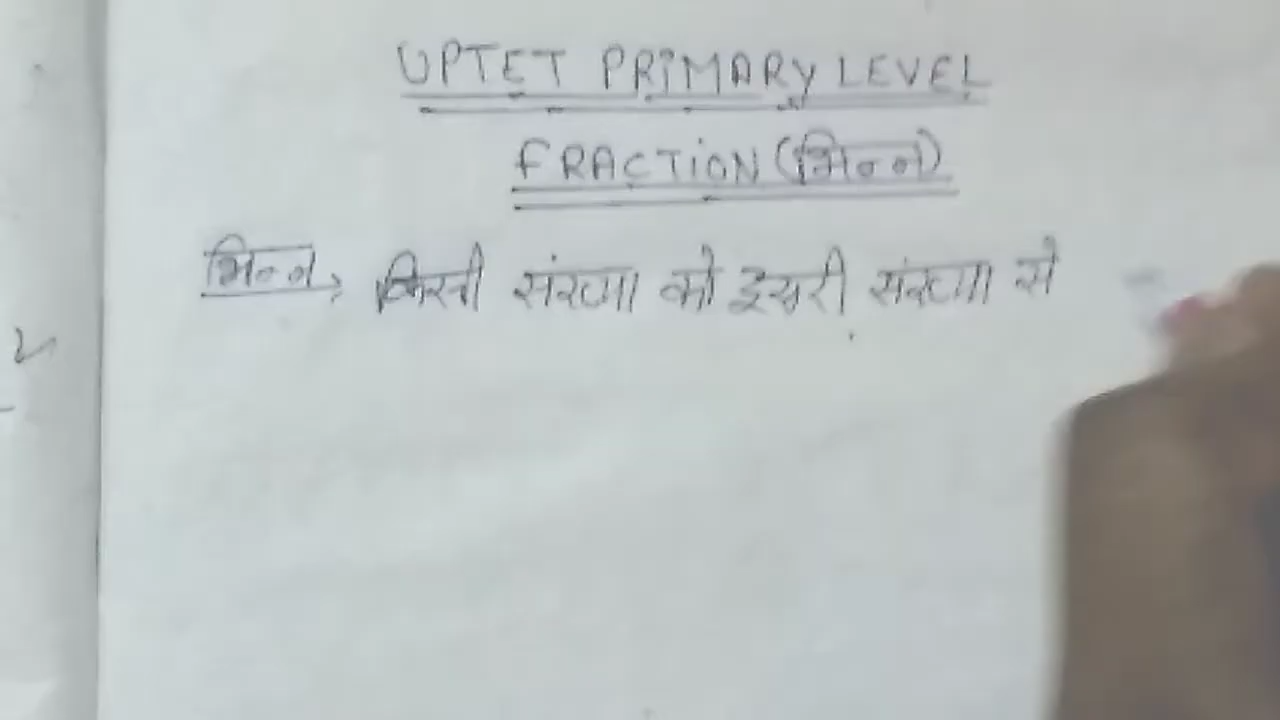 UPTET PRIMARY LEVEL
FRACTION (भिन्न)
भिन्न, किसी संख्या को दूसरी संख्या से